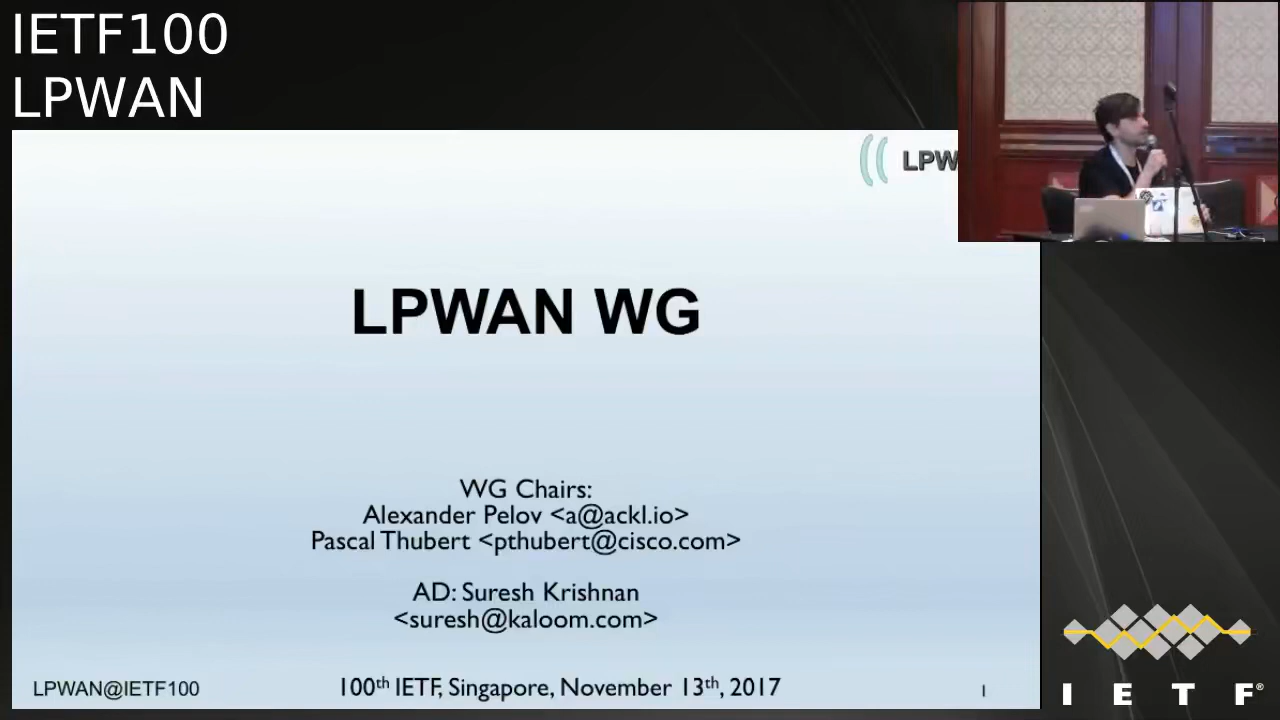 IETF100
LPWAN
LPW
LPWAN WG
WG Chairs:
Alexander Pelov <a@ackl.io>
Pascal Thubert <pthubert@cisco.com>
AD: Suresh Krishnan
<suresh@kaloom.com>
LPWAN@IETF100
100th IETF, Singapore, November 13th, 2017
1
I E T F®